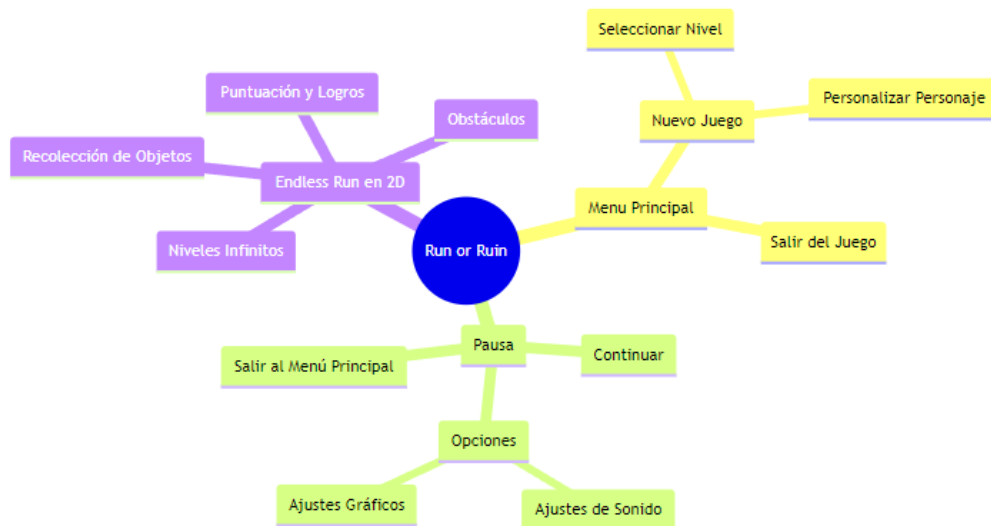 Seleccionar Nivel
Puntuación y Logros
Personalizar Personaje
Obstáculos
Nuevo Juego
Recolección de Objetos
Endless Run en 2D
Menu Principal
Niveles Infinitos
Run or Ruin
Salir del Juego
Pausa
Continuar
Salir al Menú Principal
Opciones
Ajustes Gráficos
Ajustes de Sonido